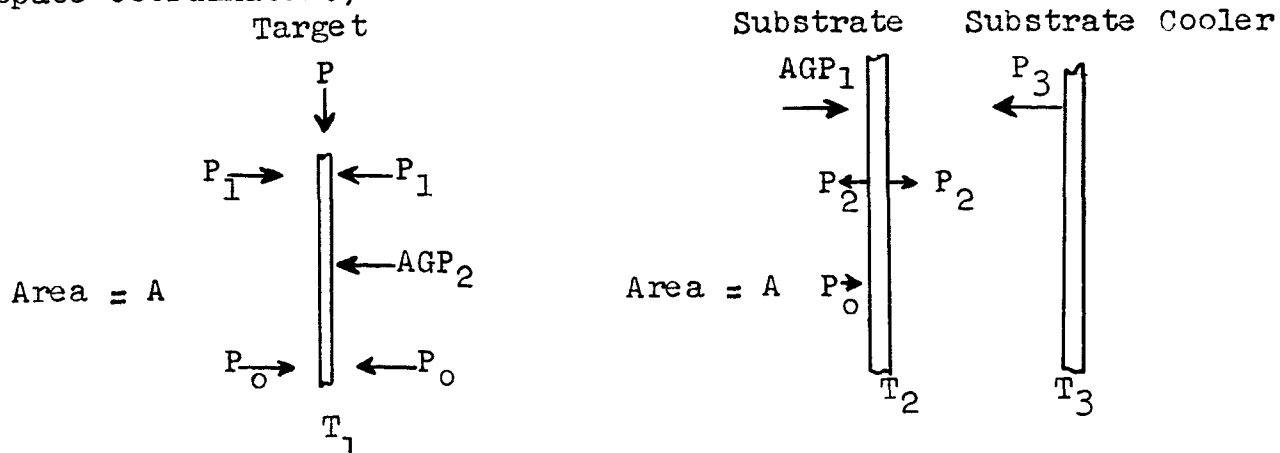 Target
Substrate Substrate Cooler
P
AGP1
P3
P1 P1
P2 P2
AGP2
Area = A
Area = A Po
Po Po
T1
T2 T3